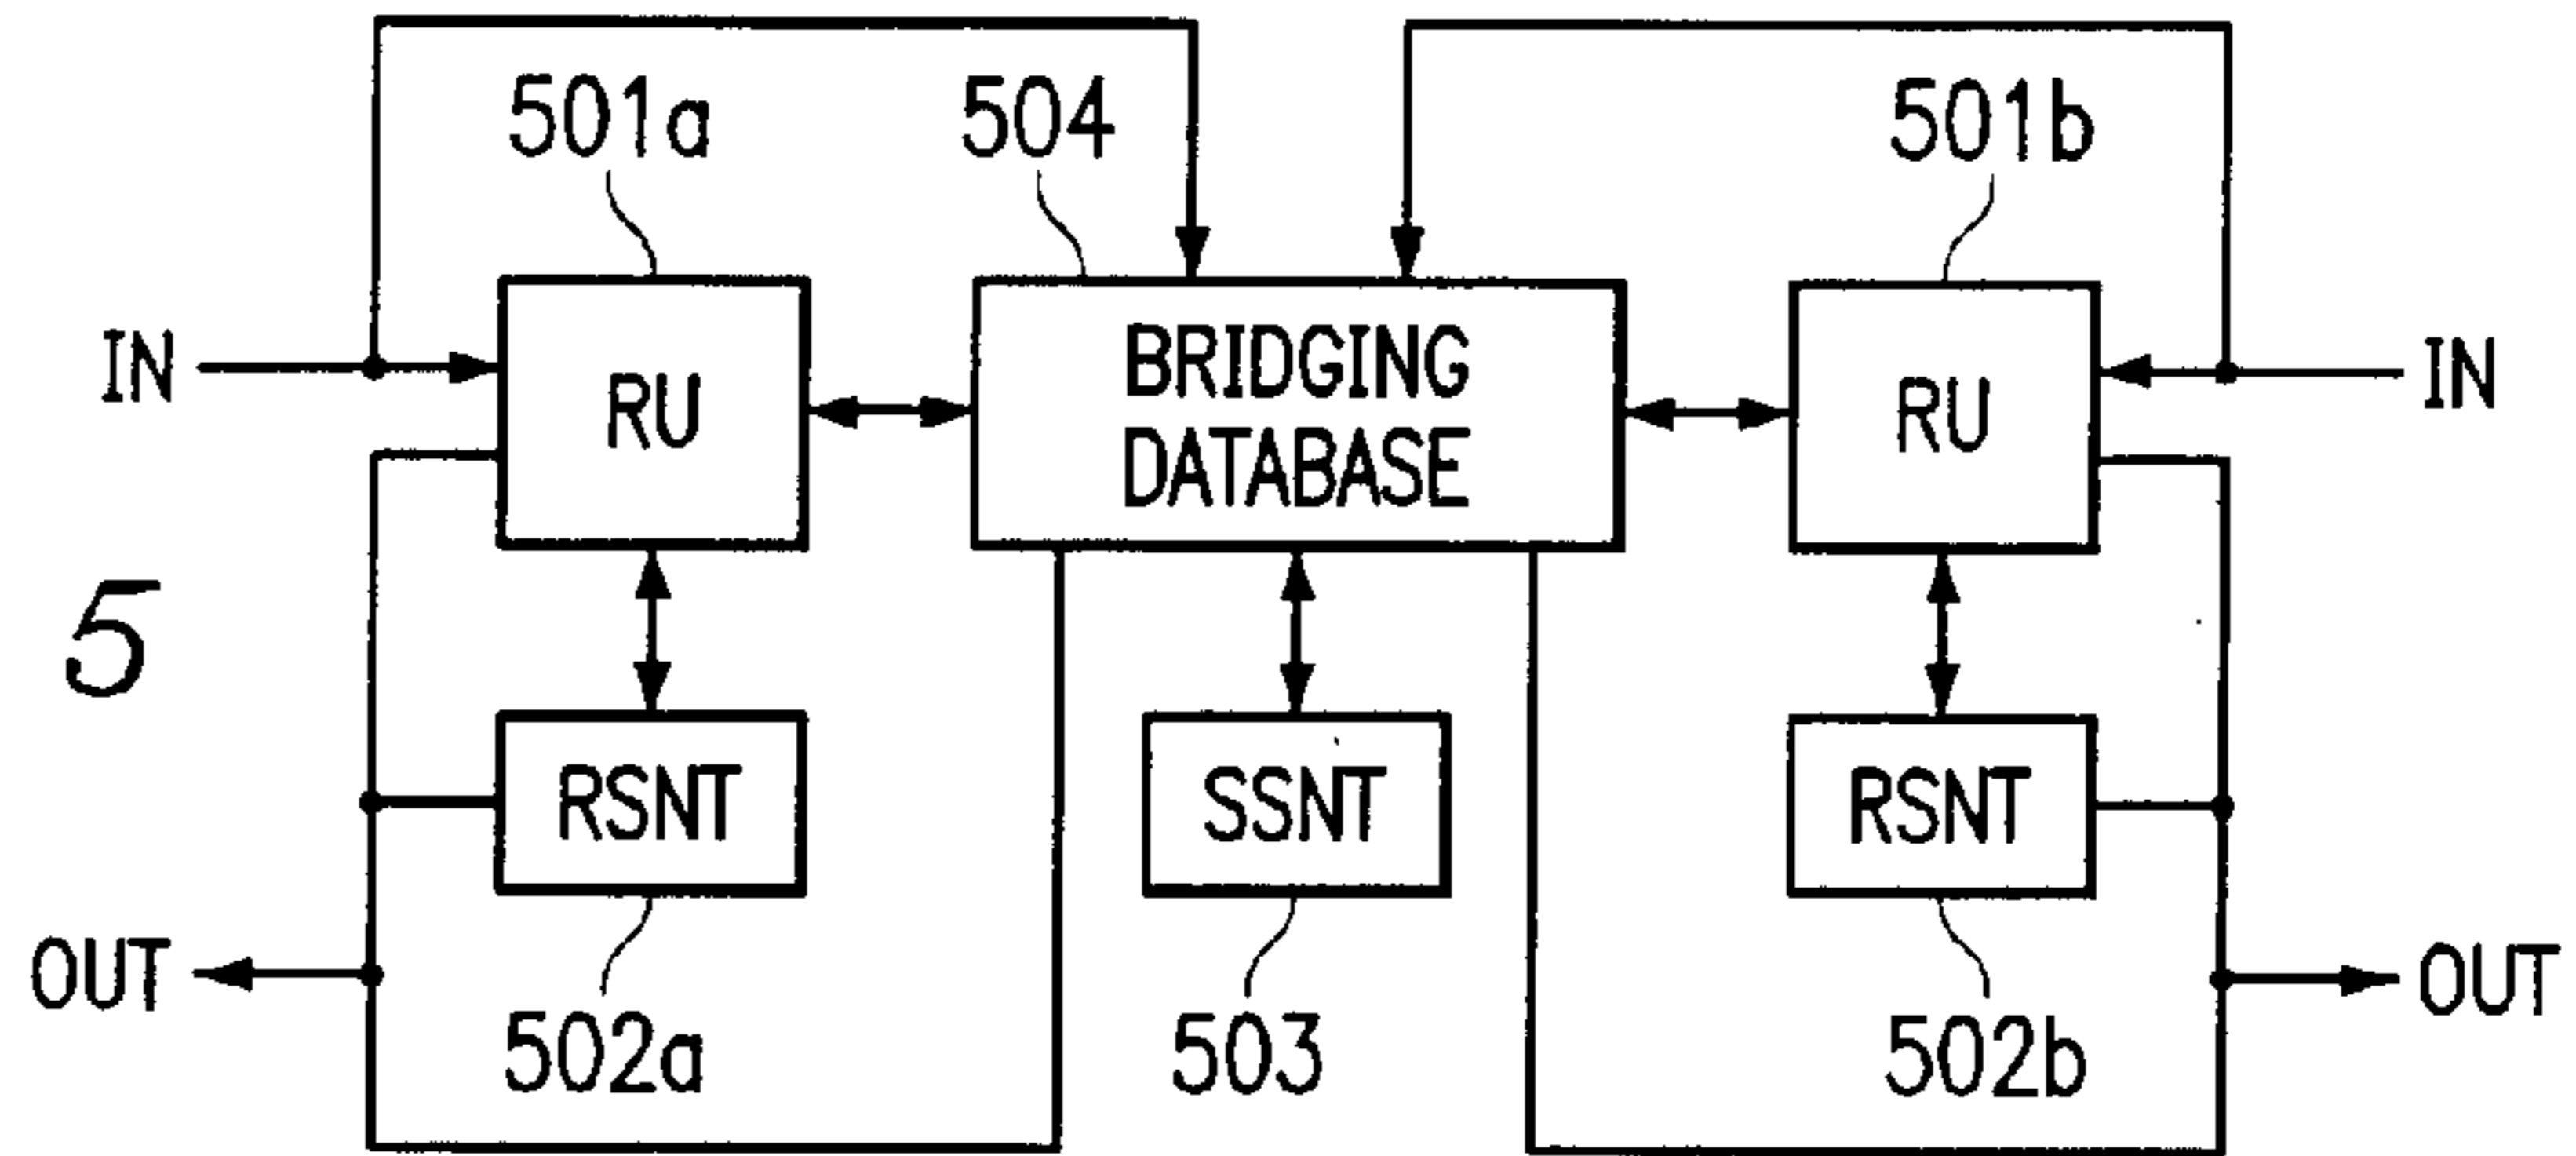 501a
504
501b
IN
RU
BRIDGING
DATABASE
RU
IN
5
RSNT
SSNT
RSNT
OUT
OUT
502a
503
502b